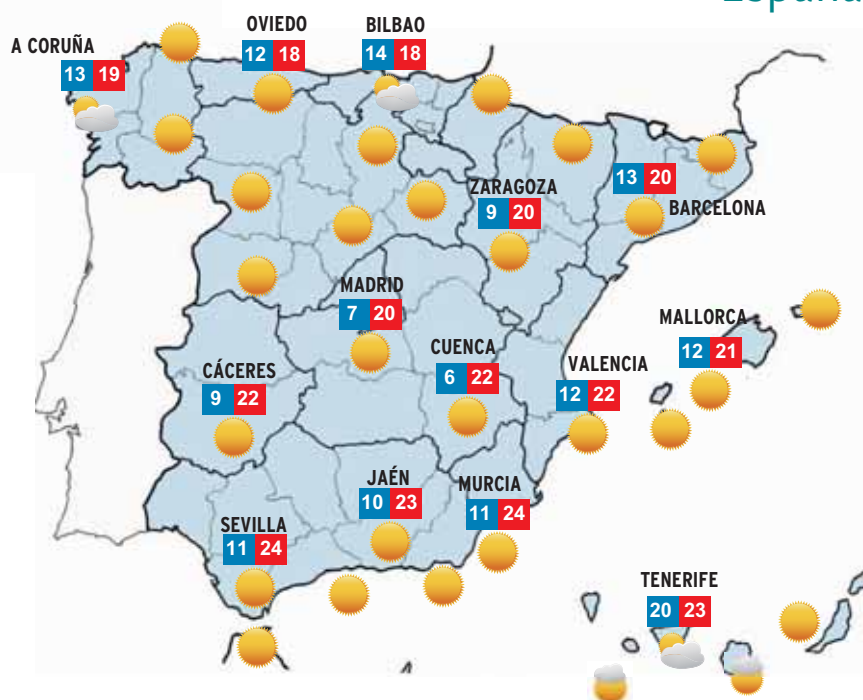 España
OVIEDO
12 18
BILBAO
14 18
A CORUÑA
13 19
ZARAGOZA
9 20
13 20
BARCELONA
MADRID
7 20
MALLORCA
12 21
CUENCA
6 22
VALENCIA
12 22
CÁCERES
9 22
JAÉN
10 23
MURCIA
11 24
SEVILLA
11 24
TENERIFE
20 23